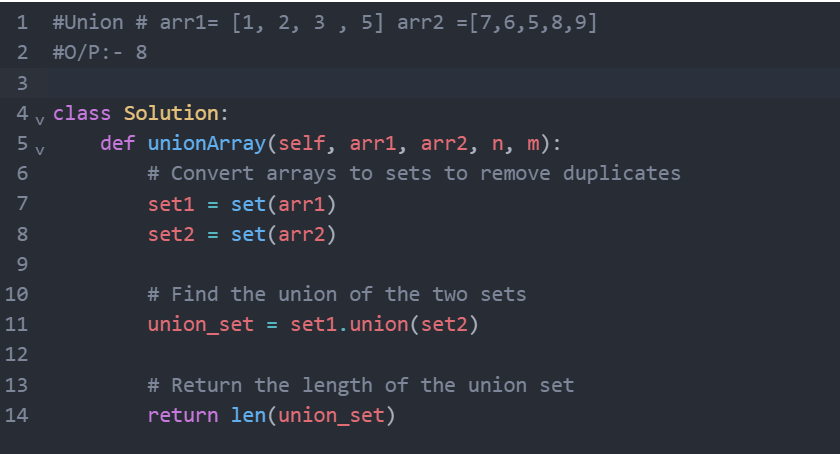 1 #Union # arr1= [1, 2, 3 , 5] arr2 =[7,6,5,8,9]
2 #O/P:- 8
3
4 class Solution:
5     def unionArray(self, arr1, arr2, n, m):
6         # Convert arrays to sets to remove duplicates
7         set1 = set(arr1)
8         set2 = set(arr2)
9
10         # Find the union of the two sets
11         union_set = set1.union(set2)
12
13         # Return the length of the union set
14         return len(union_set)